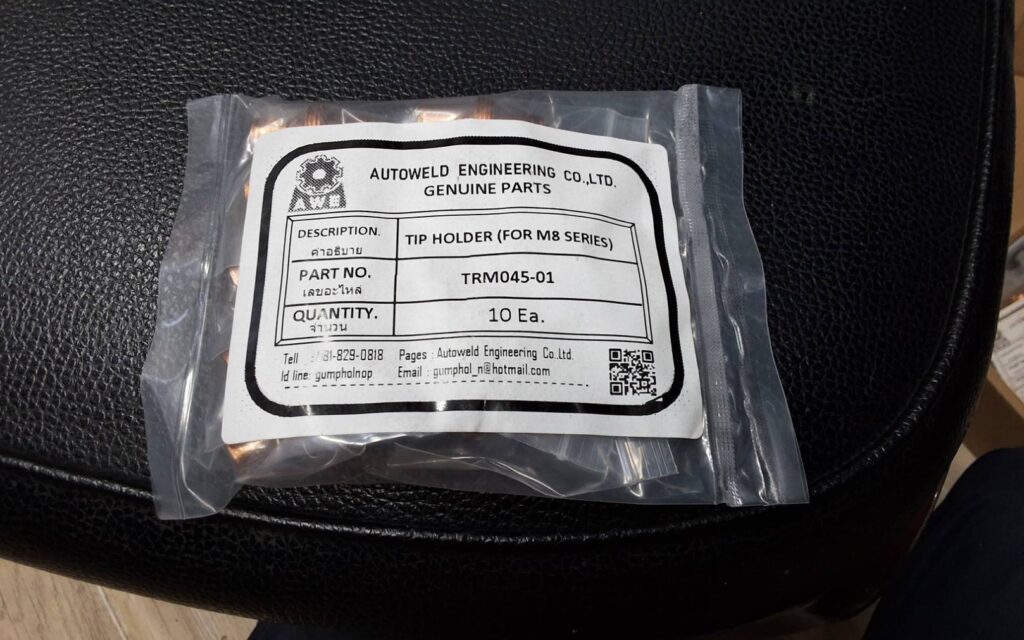 AWE
AUTOWELD ENGINEERING CO.,LTD.
GENUINE PARTS
DESCRIPTION. TIP HOLDER (FOR M8 SERIES)
คำอธิบาย
PART NO. TRM045-01
เลขอะไหล่
QUANTITY. 10 Ea.
จำนวน
Tell : 81-829-0818 Pages : Autoweld Engineering Co.,Ltd.
Id line: gumpholnop Email : gumphol_n@hotmail.com